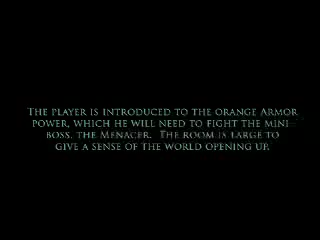 The player is introduced to the orange Armor
power, which he will need to fight the mini-
boss, the Menacer. The room is large to
give a sense of the world opening up.